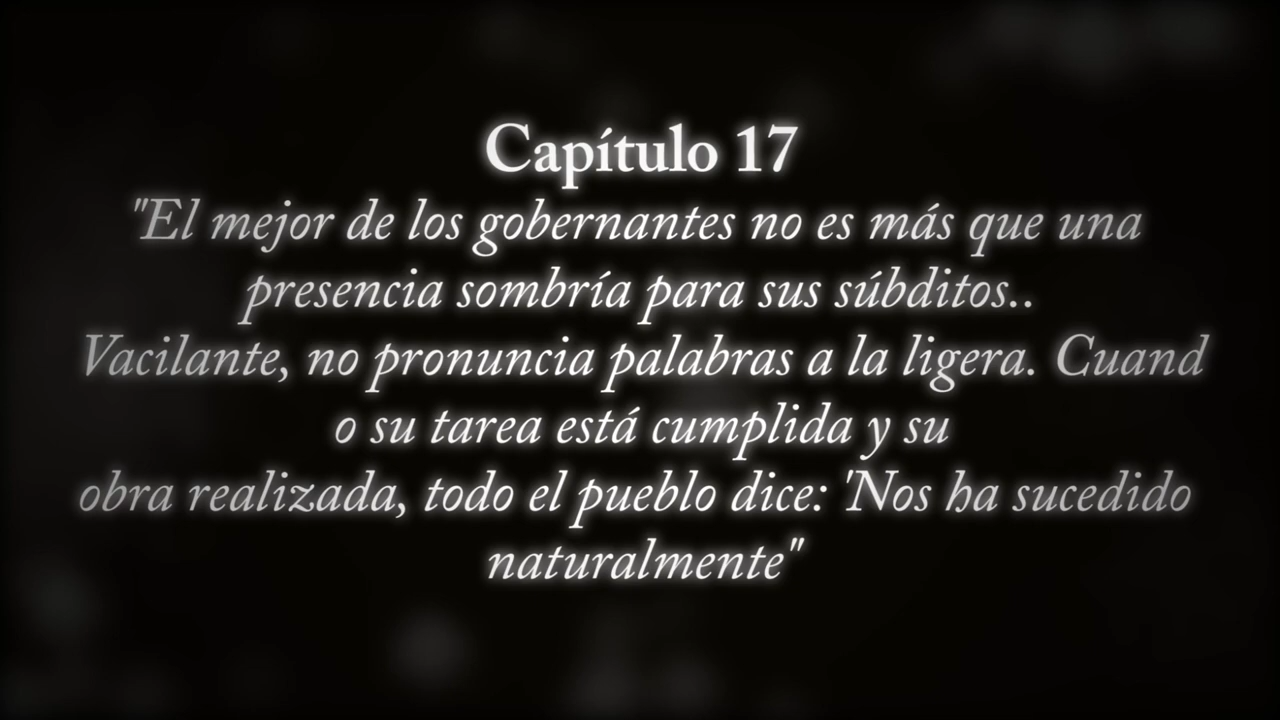 Capítulo 17
"El mejor de los gobernantes no es más que una
presencia sombría para sus súbditos..
Vacilante, no pronuncia palabras a la ligera. Cuand
o su tarea está cumplida y su
obra realizada, todo el pueblo dice: 'Nos ha sucedido
naturalmente"